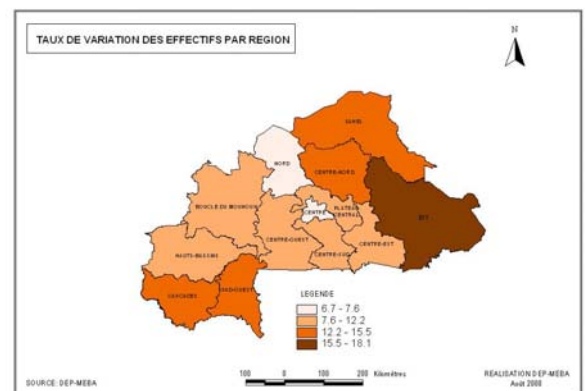 TAUX DE VARIATION DES EFFECTIFS PAR REGION
N
SAHEL
NORD
CENTRE-NORD
BOUCLE DU MOUHOUN
CENTRE
PLATEAU CENTRAL
EST
CENTRE-OUEST
CENTRE-SUD
CENTRE-EST
HAUTS-BASSINS
CASCADES
SUD-OUEST
LEGENDE
6.7 - 7.6
7.6 - 12.2
12.2 - 15.5
15.5 - 18.1
100 0 100 200 Kilomètres
SOURCE: DEP-MEBA
REALISATION DEP-MEBA
Août 2008